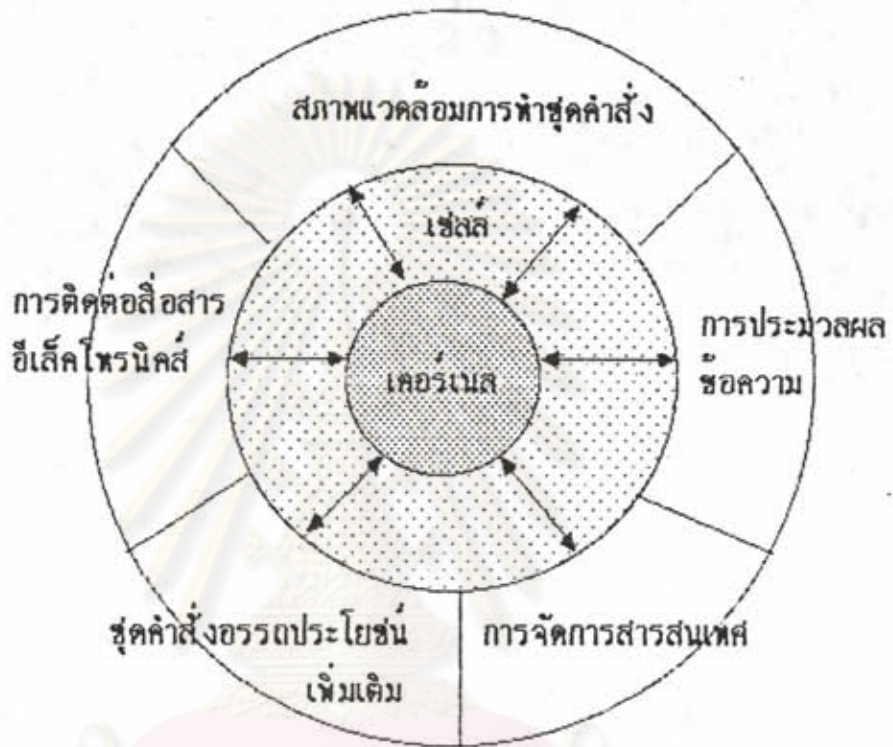 สภาพแวดล้อมการทำชุดคำสั่ง
เซลล์
การติดต่อสื่อสาร
อีเล็คโทรนิคส์
การประมวลผล
ข้อความ
เคอร์เนล
ชุดคำสั่งอรรถประโยชน์
เพิ่มเติม
การจัดการสารสนเทศ